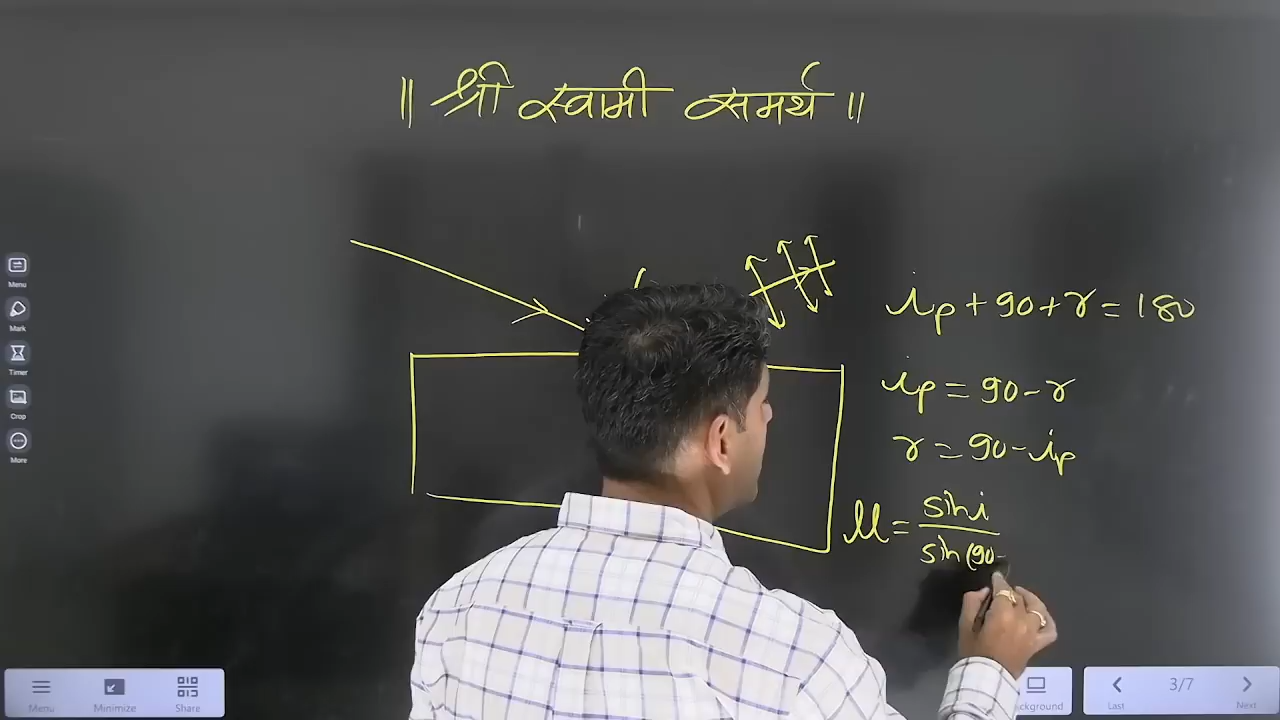 ॥ श्री स्वामी समर्थ ॥
Menu
Mark
Timer
Crop
More
ip + 90 + r = 180
ip = 90 - r
r = 90 - ip
μ = sin i / sin (90 -
Menu
Minimize
Share
ckground
Last
3/7
Next